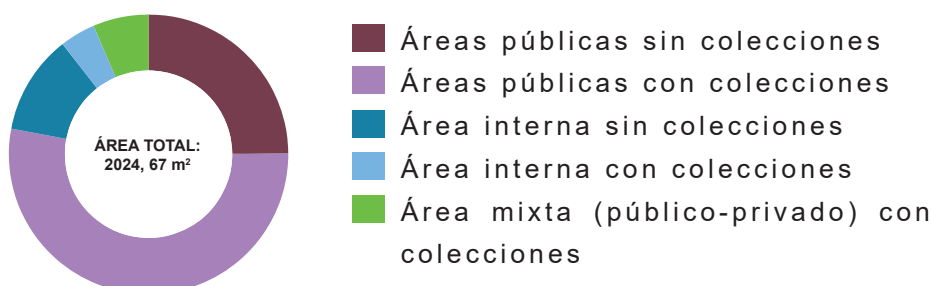 ÁREA TOTAL:
2024, 67 m²
Áreas públicas sin colecciones
Áreas públicas con colecciones
Área interna sin colecciones
Área interna con colecciones
Área mixta (público-privado) con
colecciones